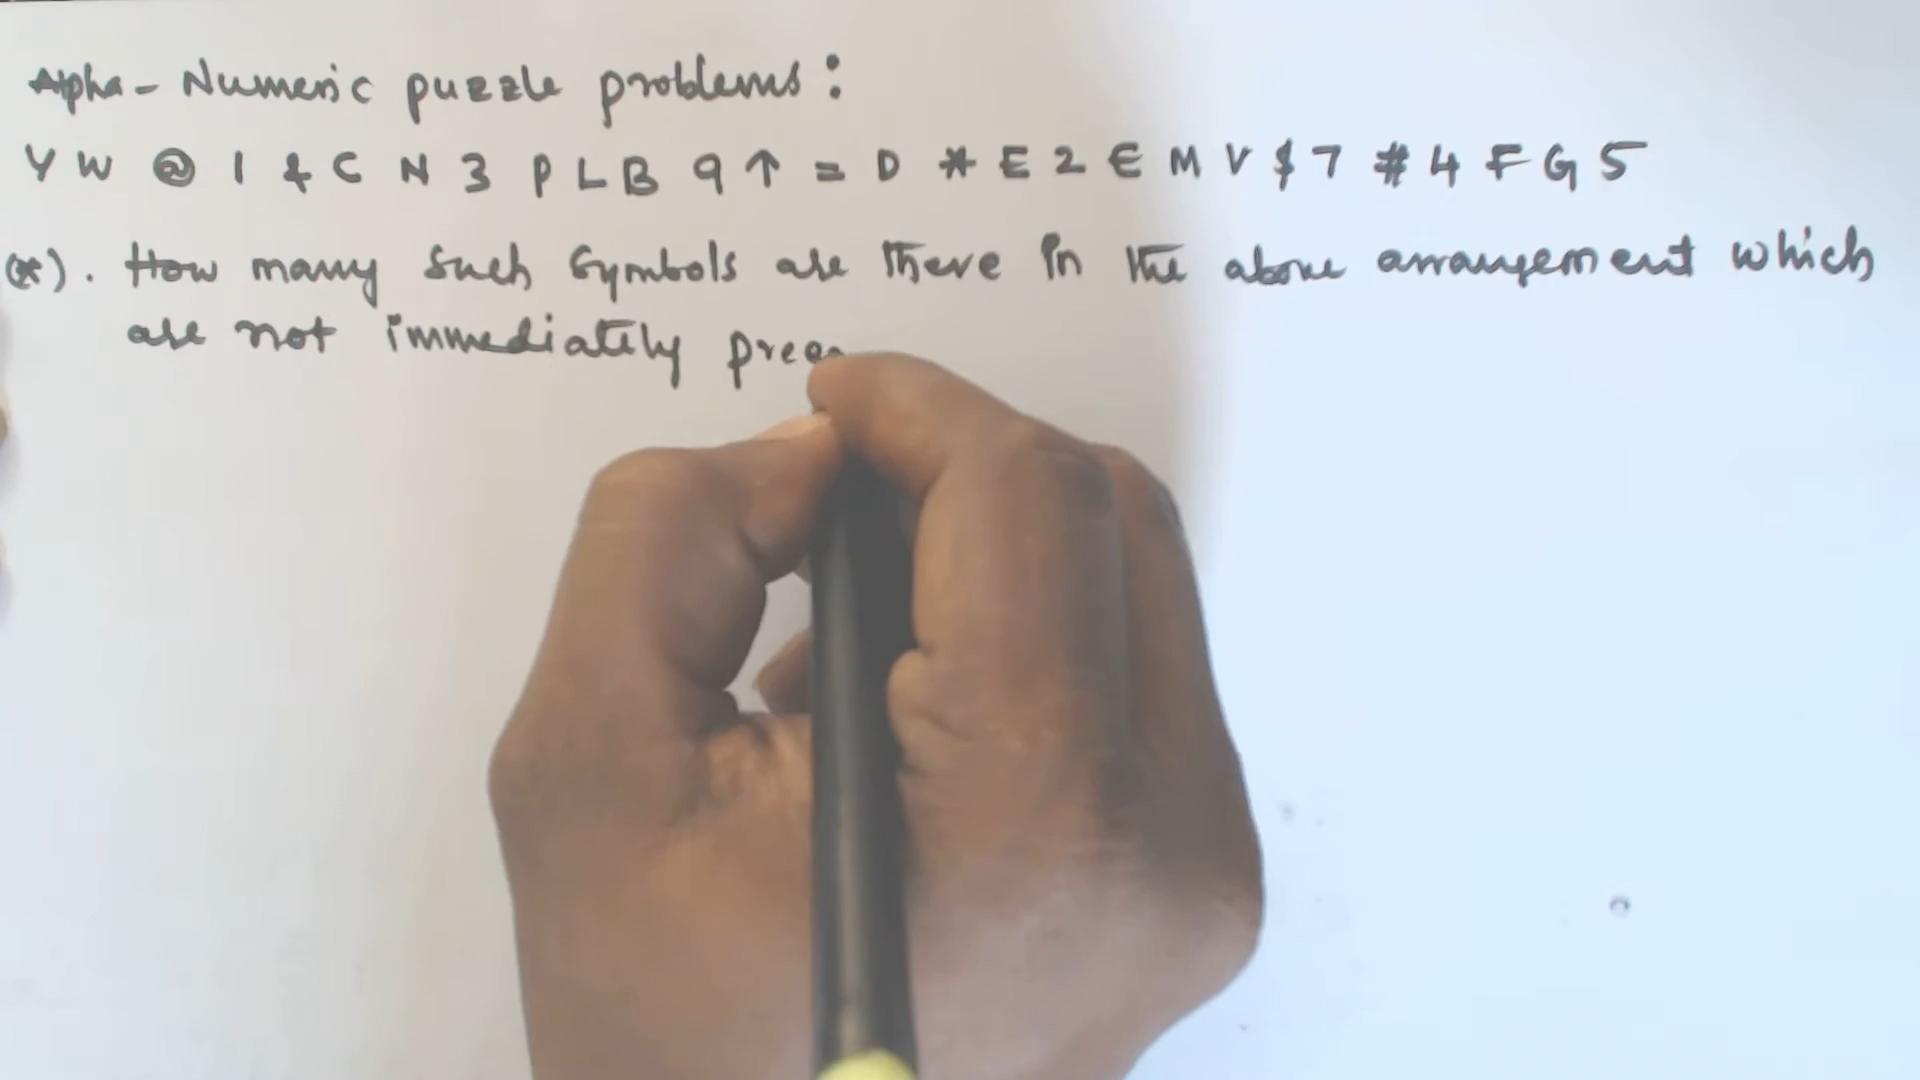 Alpha - Numeric puzzle problems :
Y W @ 1 & C N 3 P L B 9 ↑ = D * E 2 € M V $ 7 # 4 F G 5
(*). How many such symbols are there in the above arrangement which
are not immediately prec